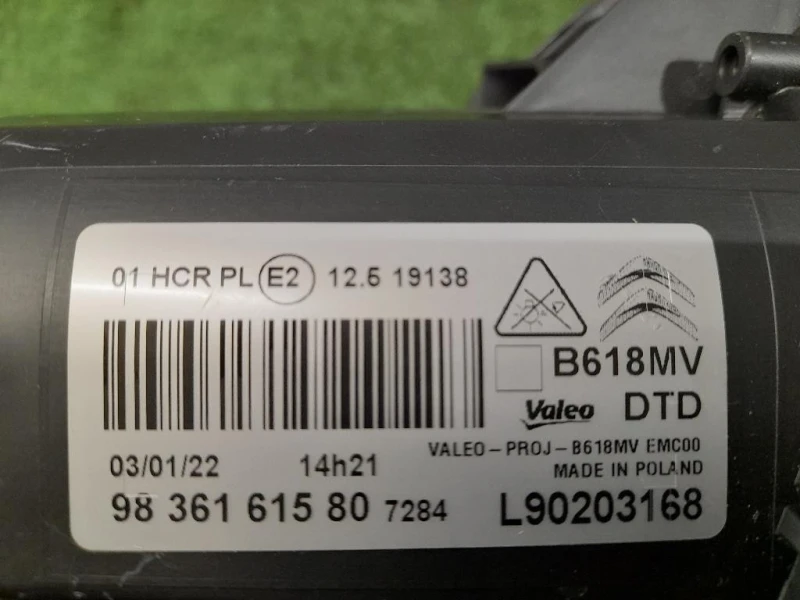 01 HCR PL E2 12.5 19138
B618MV
Valeo DTD
VALEO-PROJ-B618MV EMC00
03/01/22 14h21 MADE IN POLAND
98 361 615 80 7284 L90203168